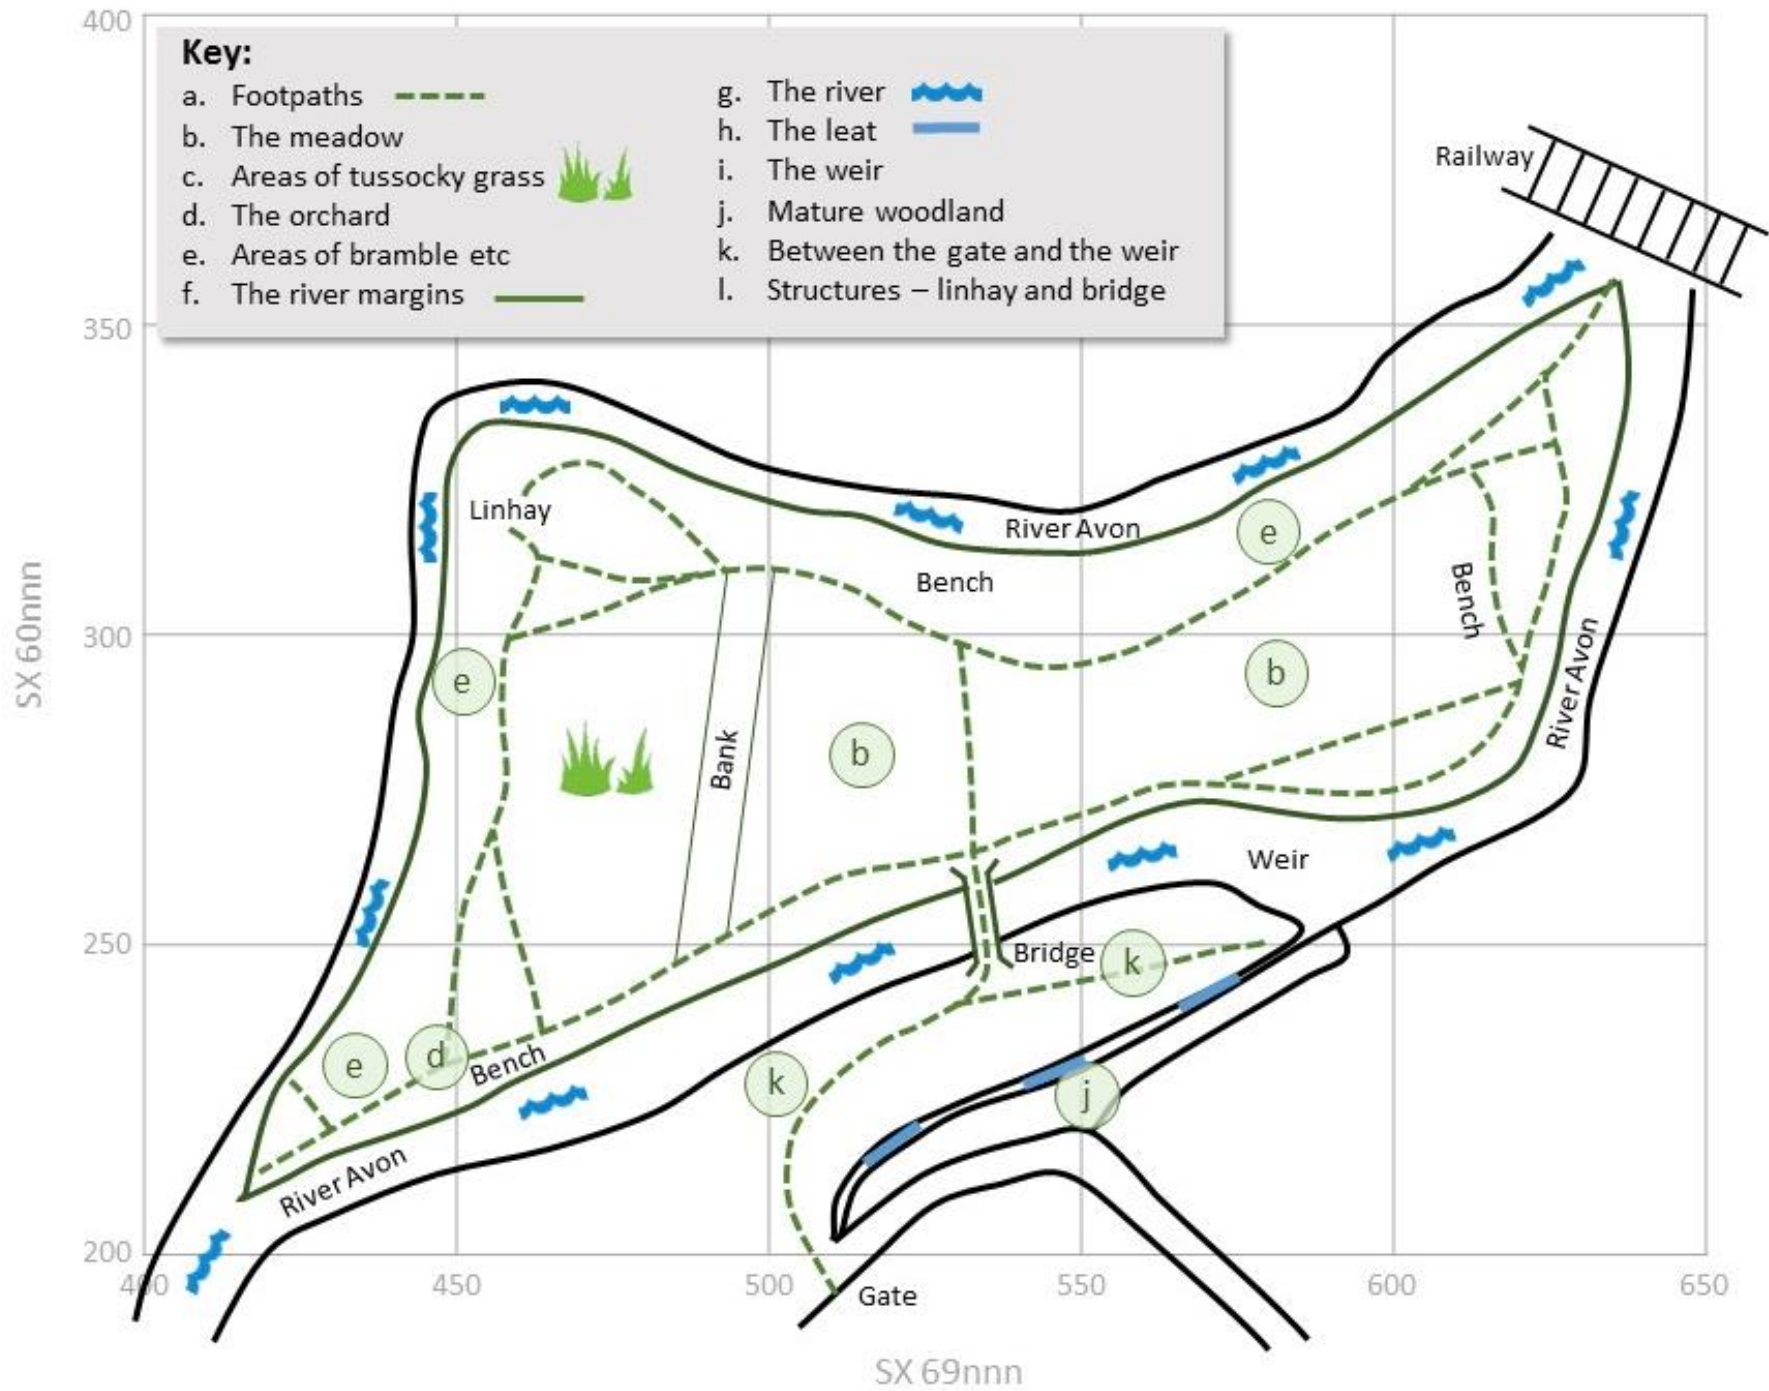 400
Key:
a. Footpaths
b. The meadow
c. Areas of tussocky grass
d. The orchard
e. Areas of bramble etc
f. The river margins
g. The river
h. The leat
i. The weir
j. Mature woodland
k. Between the gate and the weir
l. Structures – linhay and bridge
Railway
350
Linhay
River Avon
e
Bench
Bench
SX 60nnn
300
e
b
River Avon
b
Bank
Weir
250
Bridge
k
e
d
Bench
k
j
River Avon
200
400
450
500
550
600
650
Gate
SX 69nnn